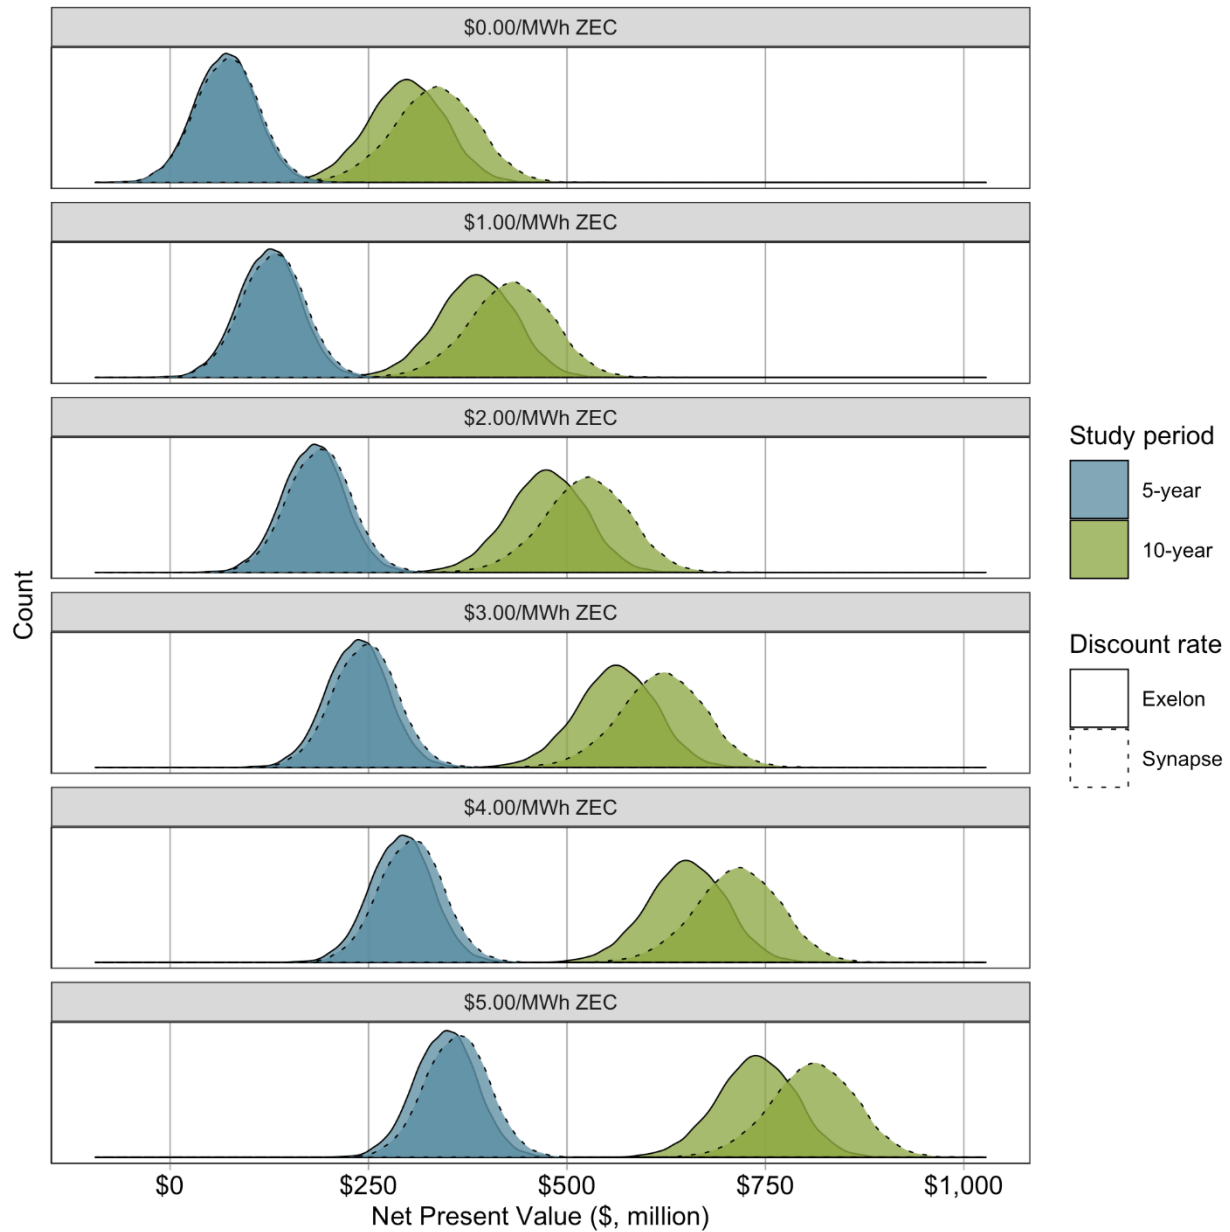 $0.00/MWh ZEC
$1.00/MWh ZEC
$2.00/MWh ZEC
$3.00/MWh ZEC
$4.00/MWh ZEC
$5.00/MWh ZEC
Count
$0
$250
$500
$750
$1,000
Net Present Value ($, million)
Study period
5-year
10-year
Discount rate
Exelon
Synapse